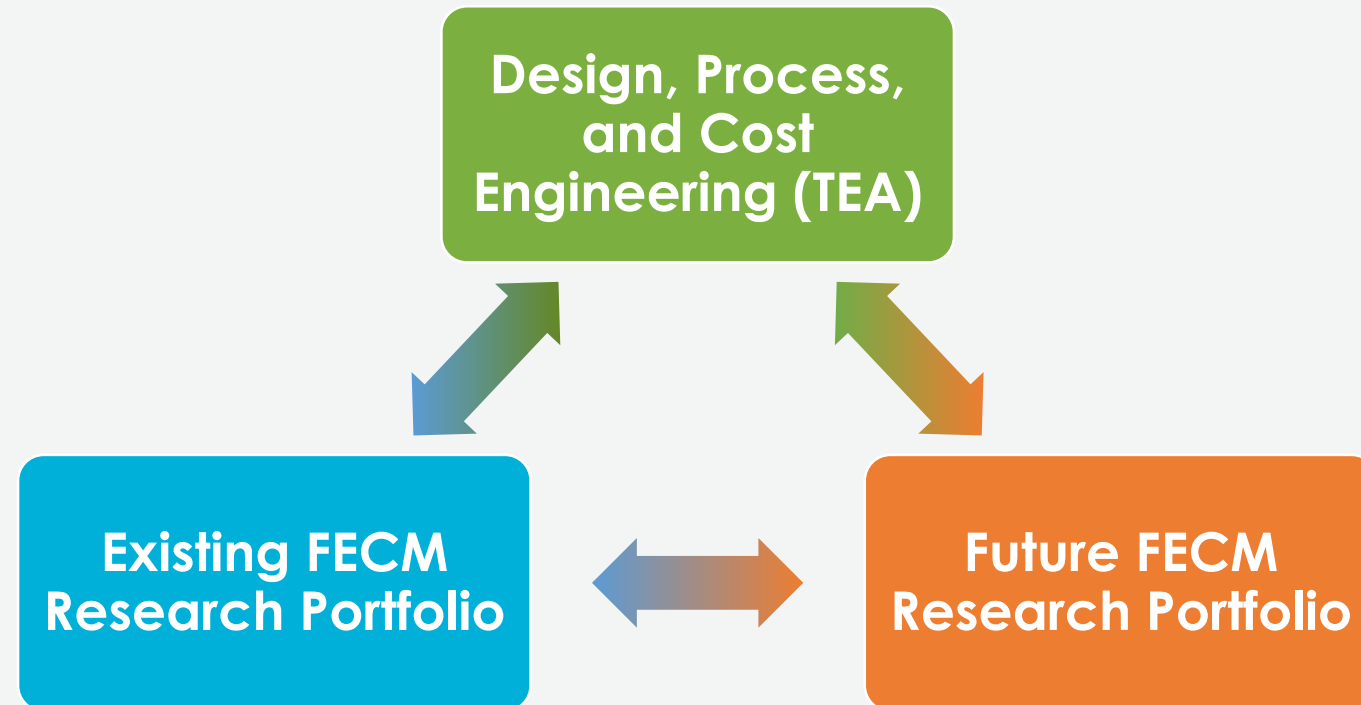 Design, Process,
and Cost
Engineering (TEA)
Existing FECM
Research Portfolio
Future FECM
Research Portfolio